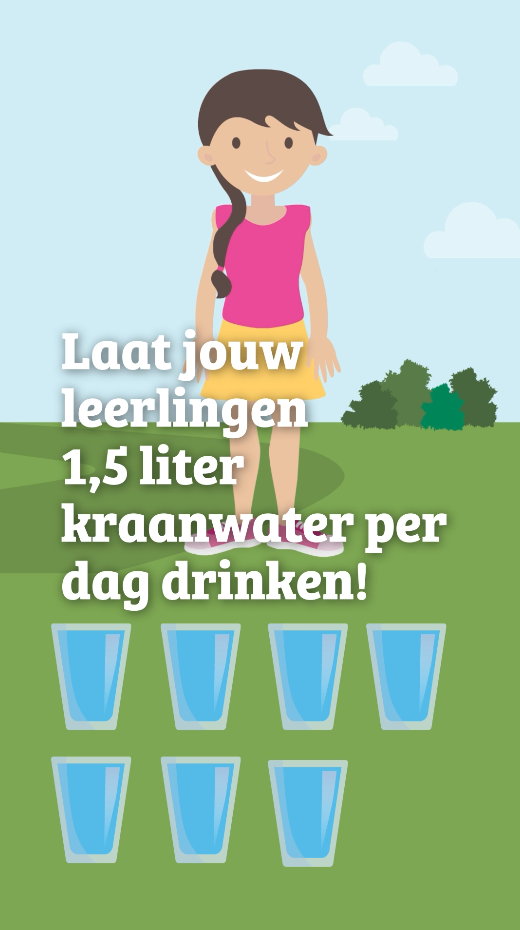 Laat jouw
leerlingen
1,5 liter
kraanwater per
dag drinken!